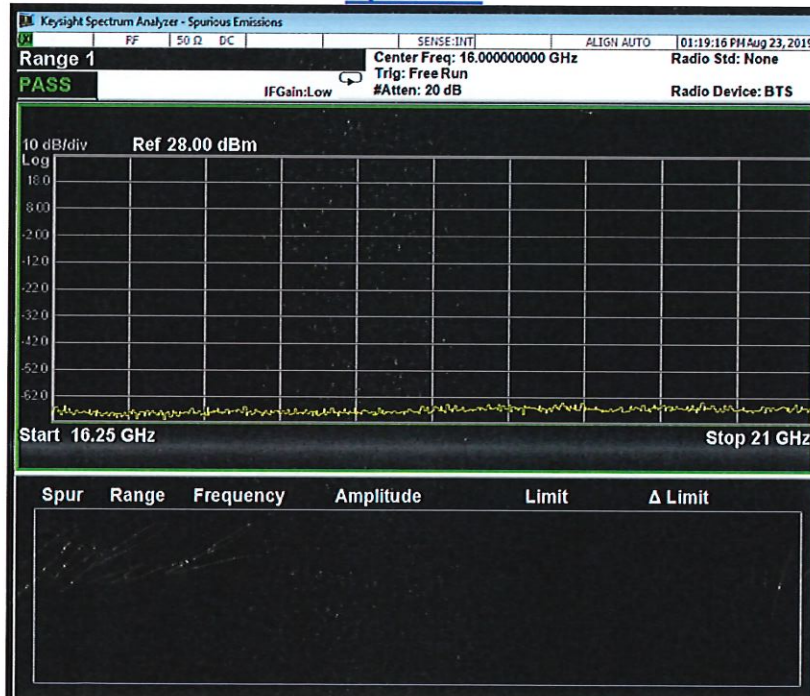 Keysight Spectrum Analyzer - Spurious Emissions
RF 50 Ω DC SENSE:INT ALIGN AUTO 01:19:16 PM Aug 23, 2019
Range 1 Center Freq: 16.000000000 GHz Radio Std: None
Trig: Free Run
PASS IFGain:Low #Atten: 20 dB Radio Device: BTS
10 dB/div Ref 28.00 dBm
Log
18.0
8.00
-2.00
-12.0
-22.0
-32.0
-42.0
-52.0
-62.0
Start 16.25 GHz Stop 21 GHz
Spur Range Frequency Amplitude Limit Δ Limit